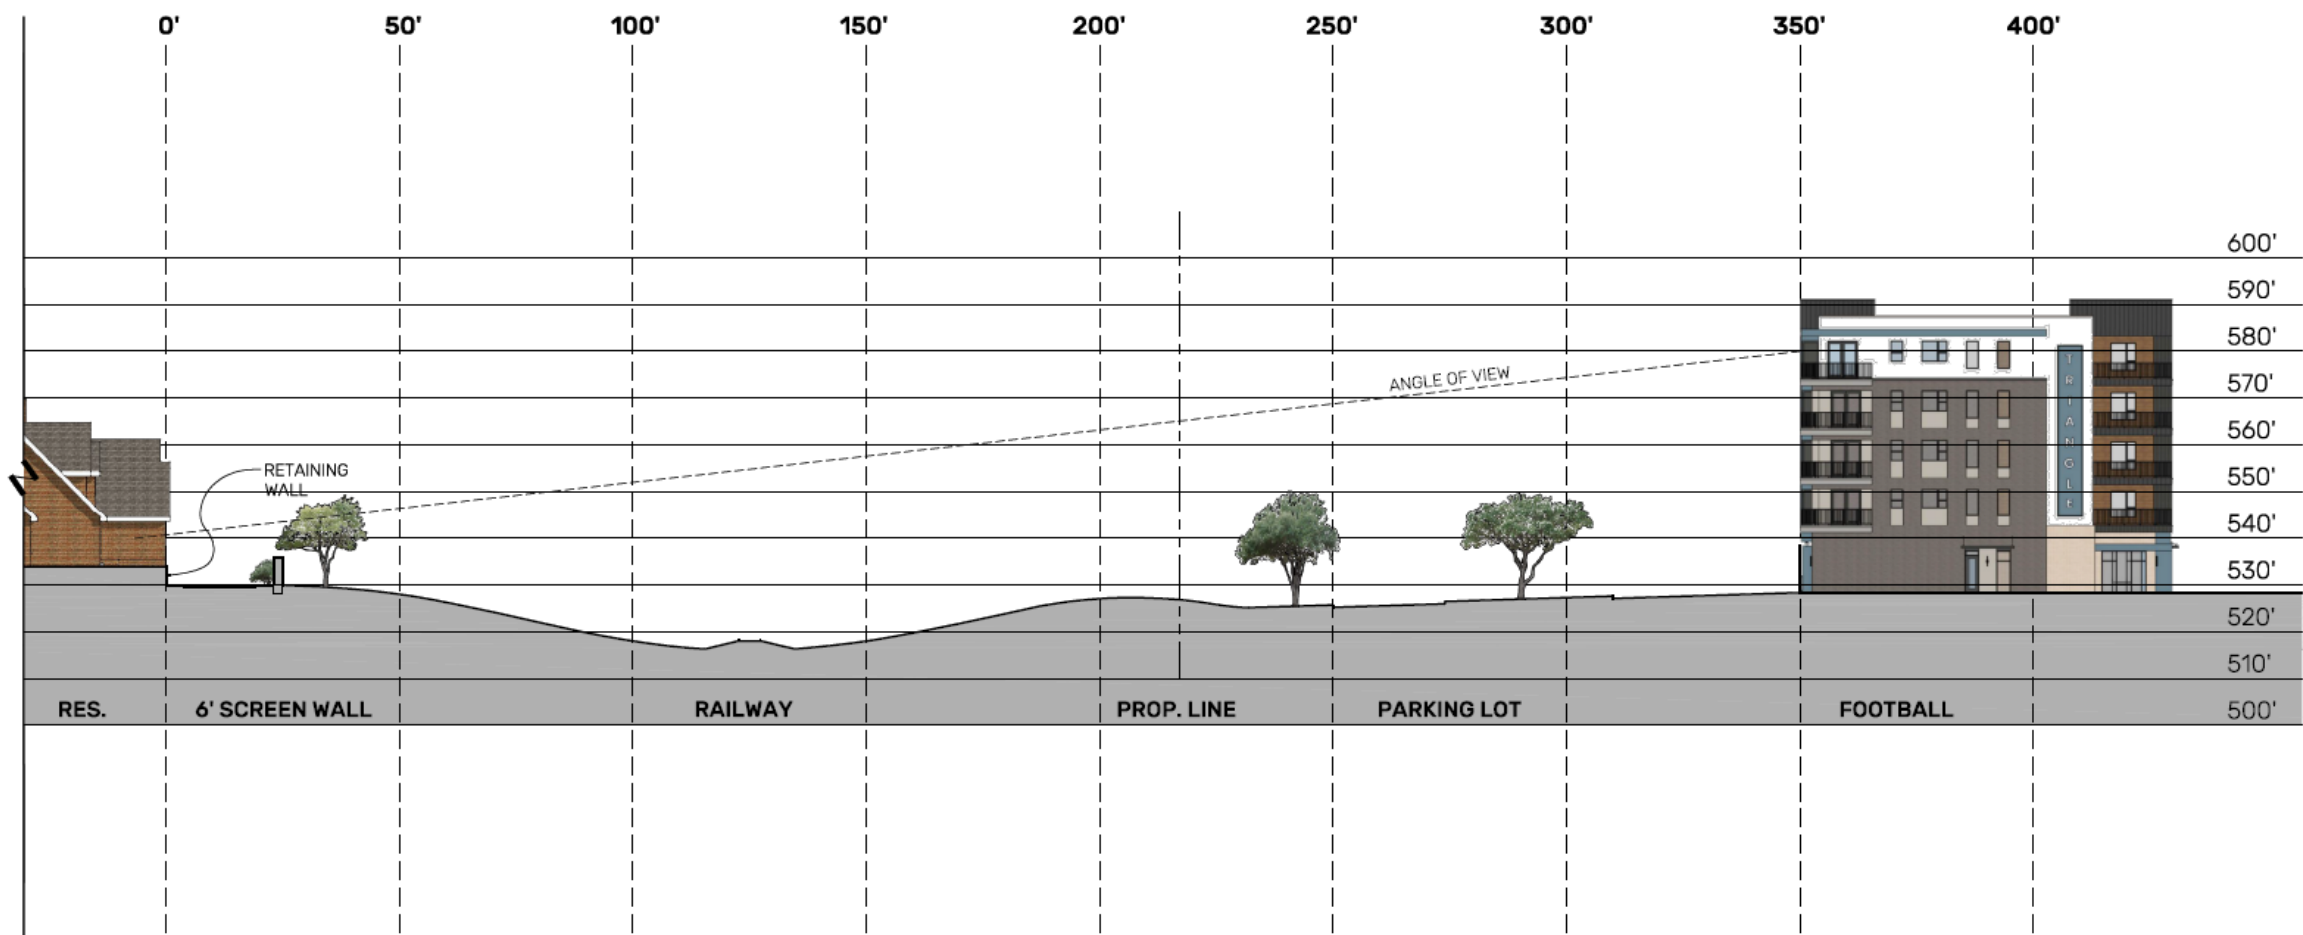 0' 50' 100' 150' 200' 250' 300' 350' 400'
600'
590'
580'
ANGLE OF VIEW
570'
560'
RETAINING
WALL
550'
540'
530'
520'
510'
RES. 6' SCREEN WALL RAILWAY PROP. LINE PARKING LOT FOOTBALL 500'
TRIANGLE
N